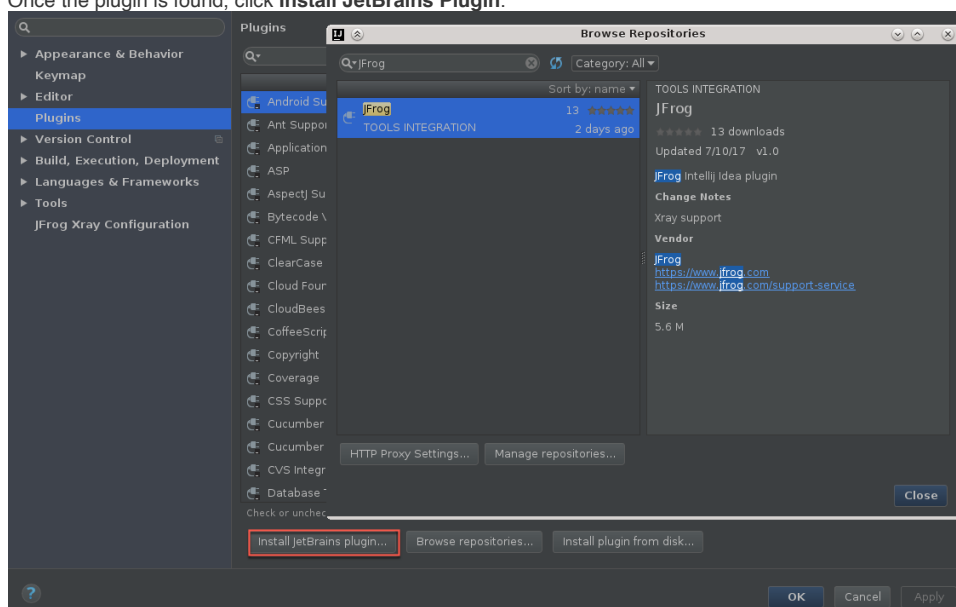 Once the plugin is found, click Install JetBrains Plugin.
Plugins
Browse Repositories
Appearance & Behavior
Keymap
Editor
Plugins
Version Control
Build, Execution, Deployment
Languages & Frameworks
Tools
JFrog Xray Configuration
Android Su
Ant Suppor
Application
ASP
AspectJ Su
Bytecode V
CFML Supp
ClearCase
Cloud Foun
CloudBees
CoffeeScrip
Copyright
Coverage
CSS Suppo
Cucumber
Cucumber
CVS Integr
Database T
Check or unchec
JFrog
Category: All
Sort by: name
JFrog
13
TOOLS INTEGRATION
2 days ago
TOOLS INTEGRATION
JFrog
13 downloads
Updated 7/10/17 v1.0
JFrog Intellij Idea plugin
Change Notes
Xray support
Vendor
JFrog
https://www.jfrog.com
https://www.jfrog.com/support-service
Size
5.6 M
HTTP Proxy Settings...
Manage repositories...
Close
Install JetBrains plugin...
Browse repositories...
Install plugin from disk...
?
OK
Cancel
Apply